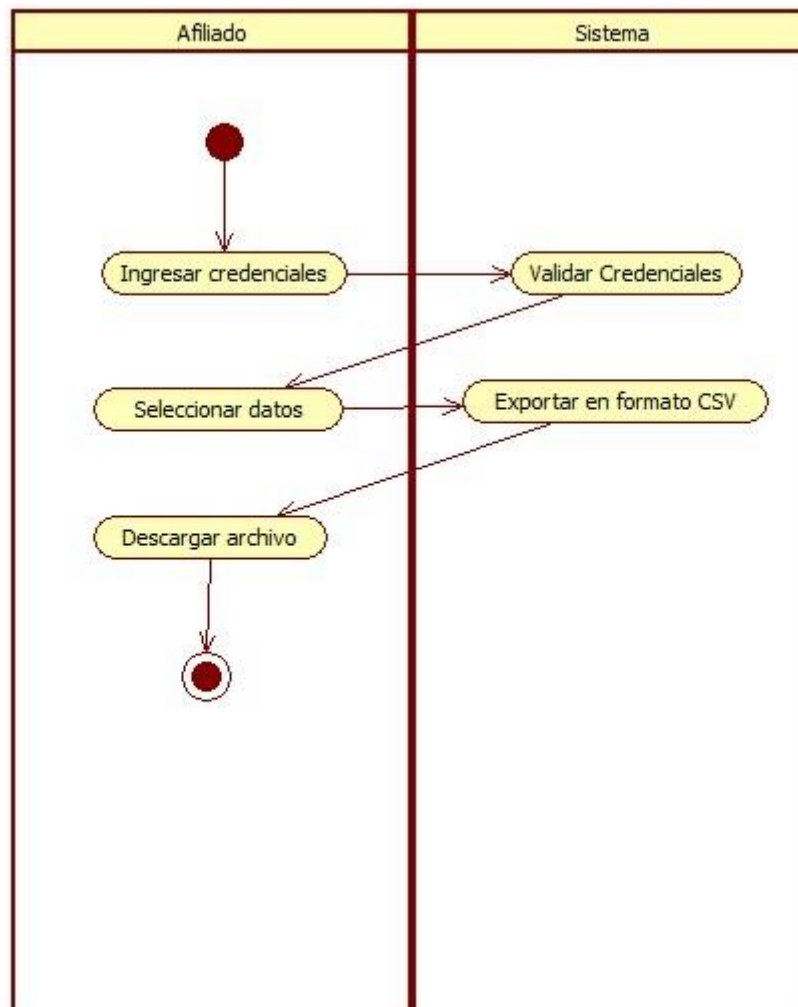 Afiliado
Sistema
Ingresar credenciales
Validar Credenciales
Seleccionar datos
Exportar en formato CSV
Descargar archivo